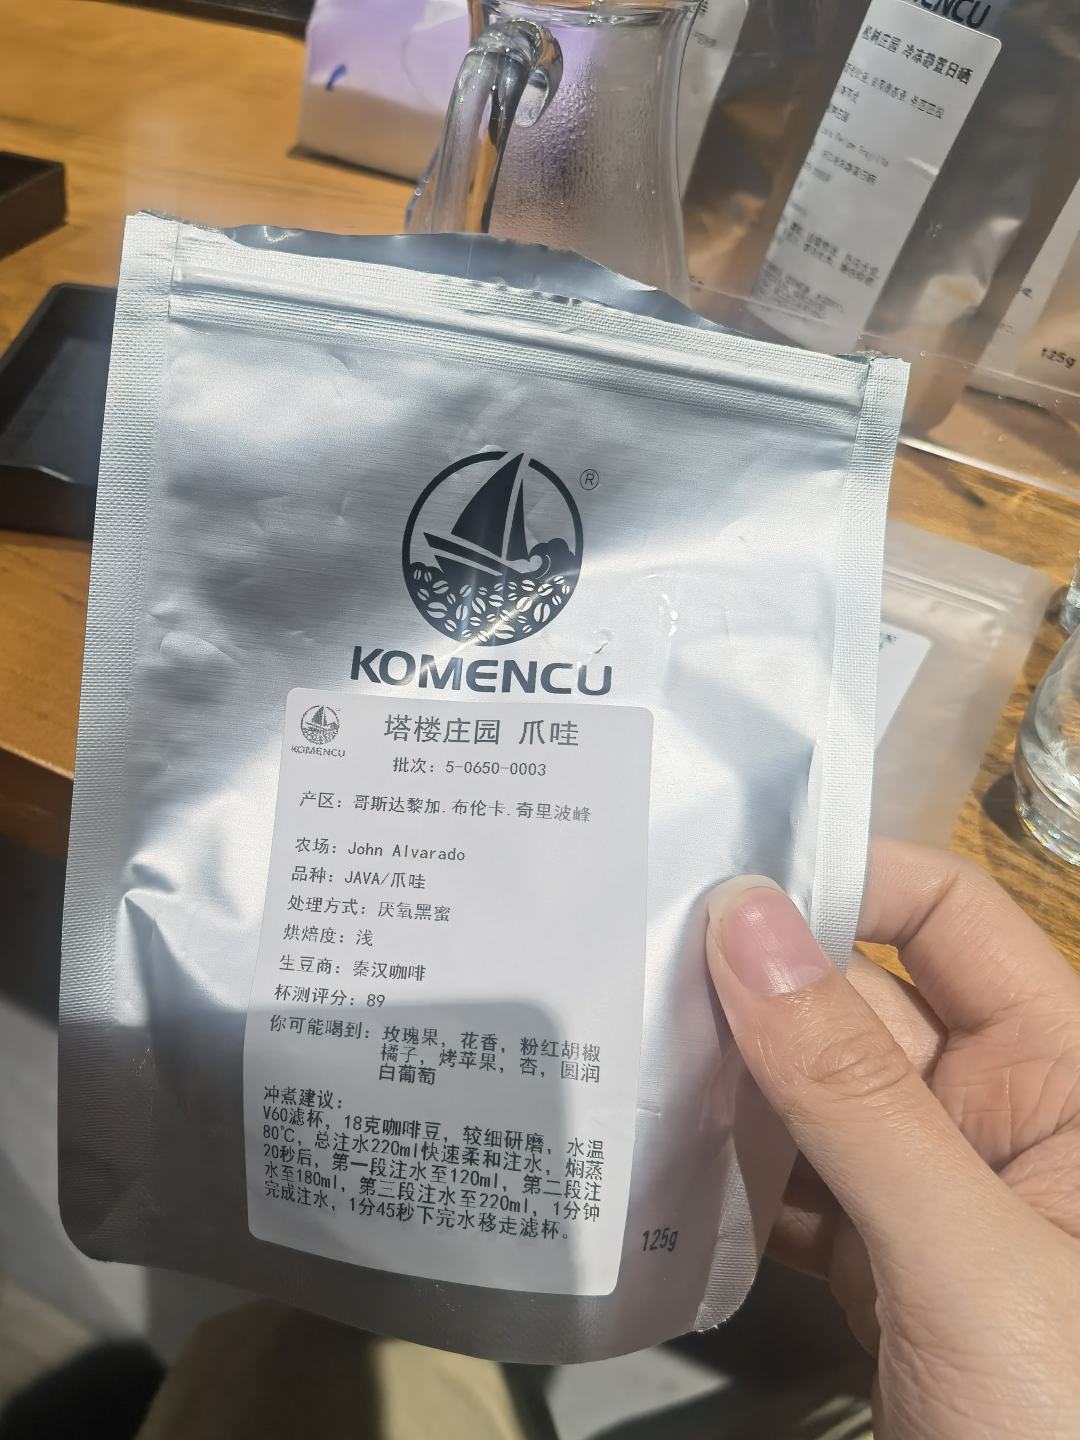 KOMENCU
冷冻静置日晒
125g
®
KOMENCU
KOMENCU
塔楼庄园 爪哇
批次：5-0650-0003
产区：哥斯达黎加.布伦卡.奇里波峰
农场：John Alvarado
品种：JAVA/爪哇
处理方式：厌氧黑蜜
烘焙度：浅
生豆商：秦汉咖啡
杯测评分：89
你可能喝到：玫瑰果，花香，粉红胡椒
橘子，烤苹果，杏，圆润
白葡萄
冲煮建议：
V60滤杯，18克咖啡豆，较细研磨，水温
80℃，总注水220ml快速柔和注水，焖蒸
20秒后，第一段注水至120ml，第二段注
水至180ml，第三段注水至220ml，1分钟
完成注水，1分45秒下完水移走滤杯。
125g